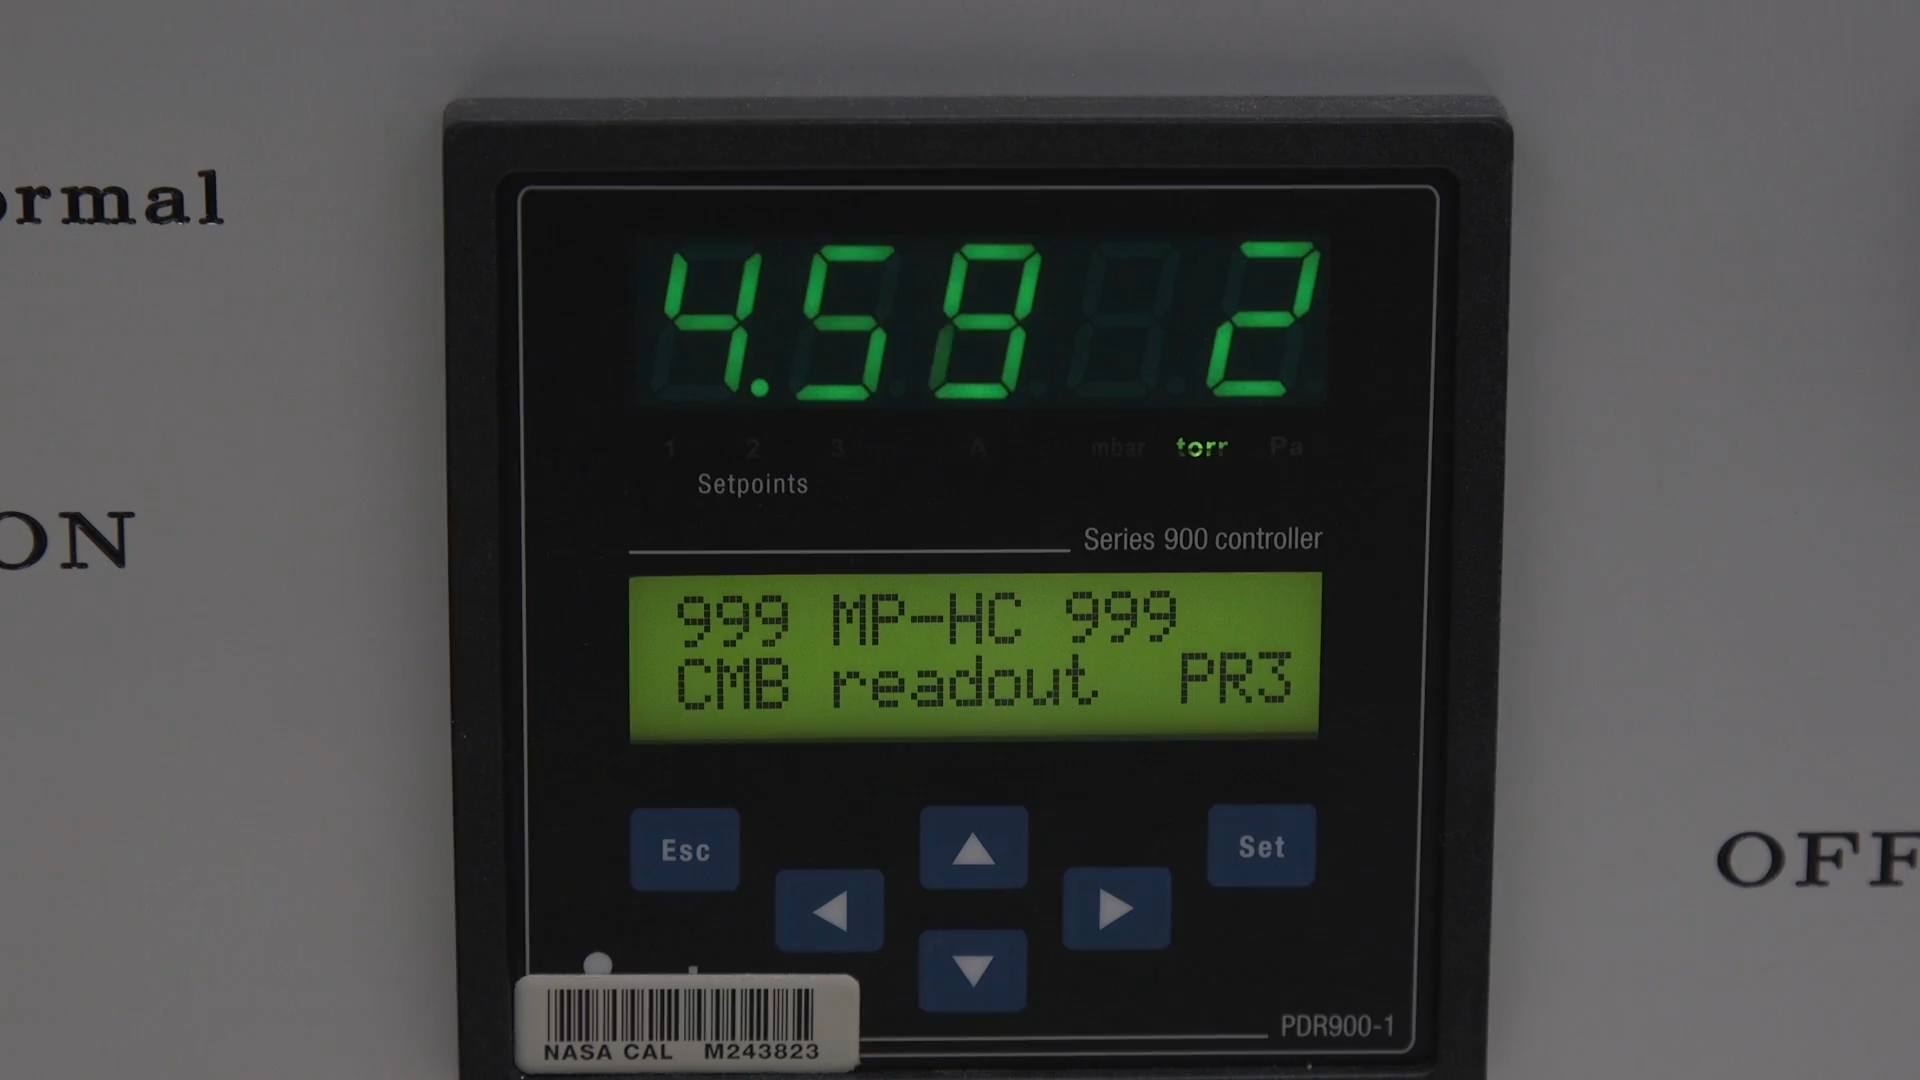 ormal
ON
4.58 2
1 2 3 A mbar torr Pa
Setpoints
Series 900 controller
999 MP-HC 999
CMB readout PR3
Esc
Set
OFF
PDR900-1
NASA CAL M243823